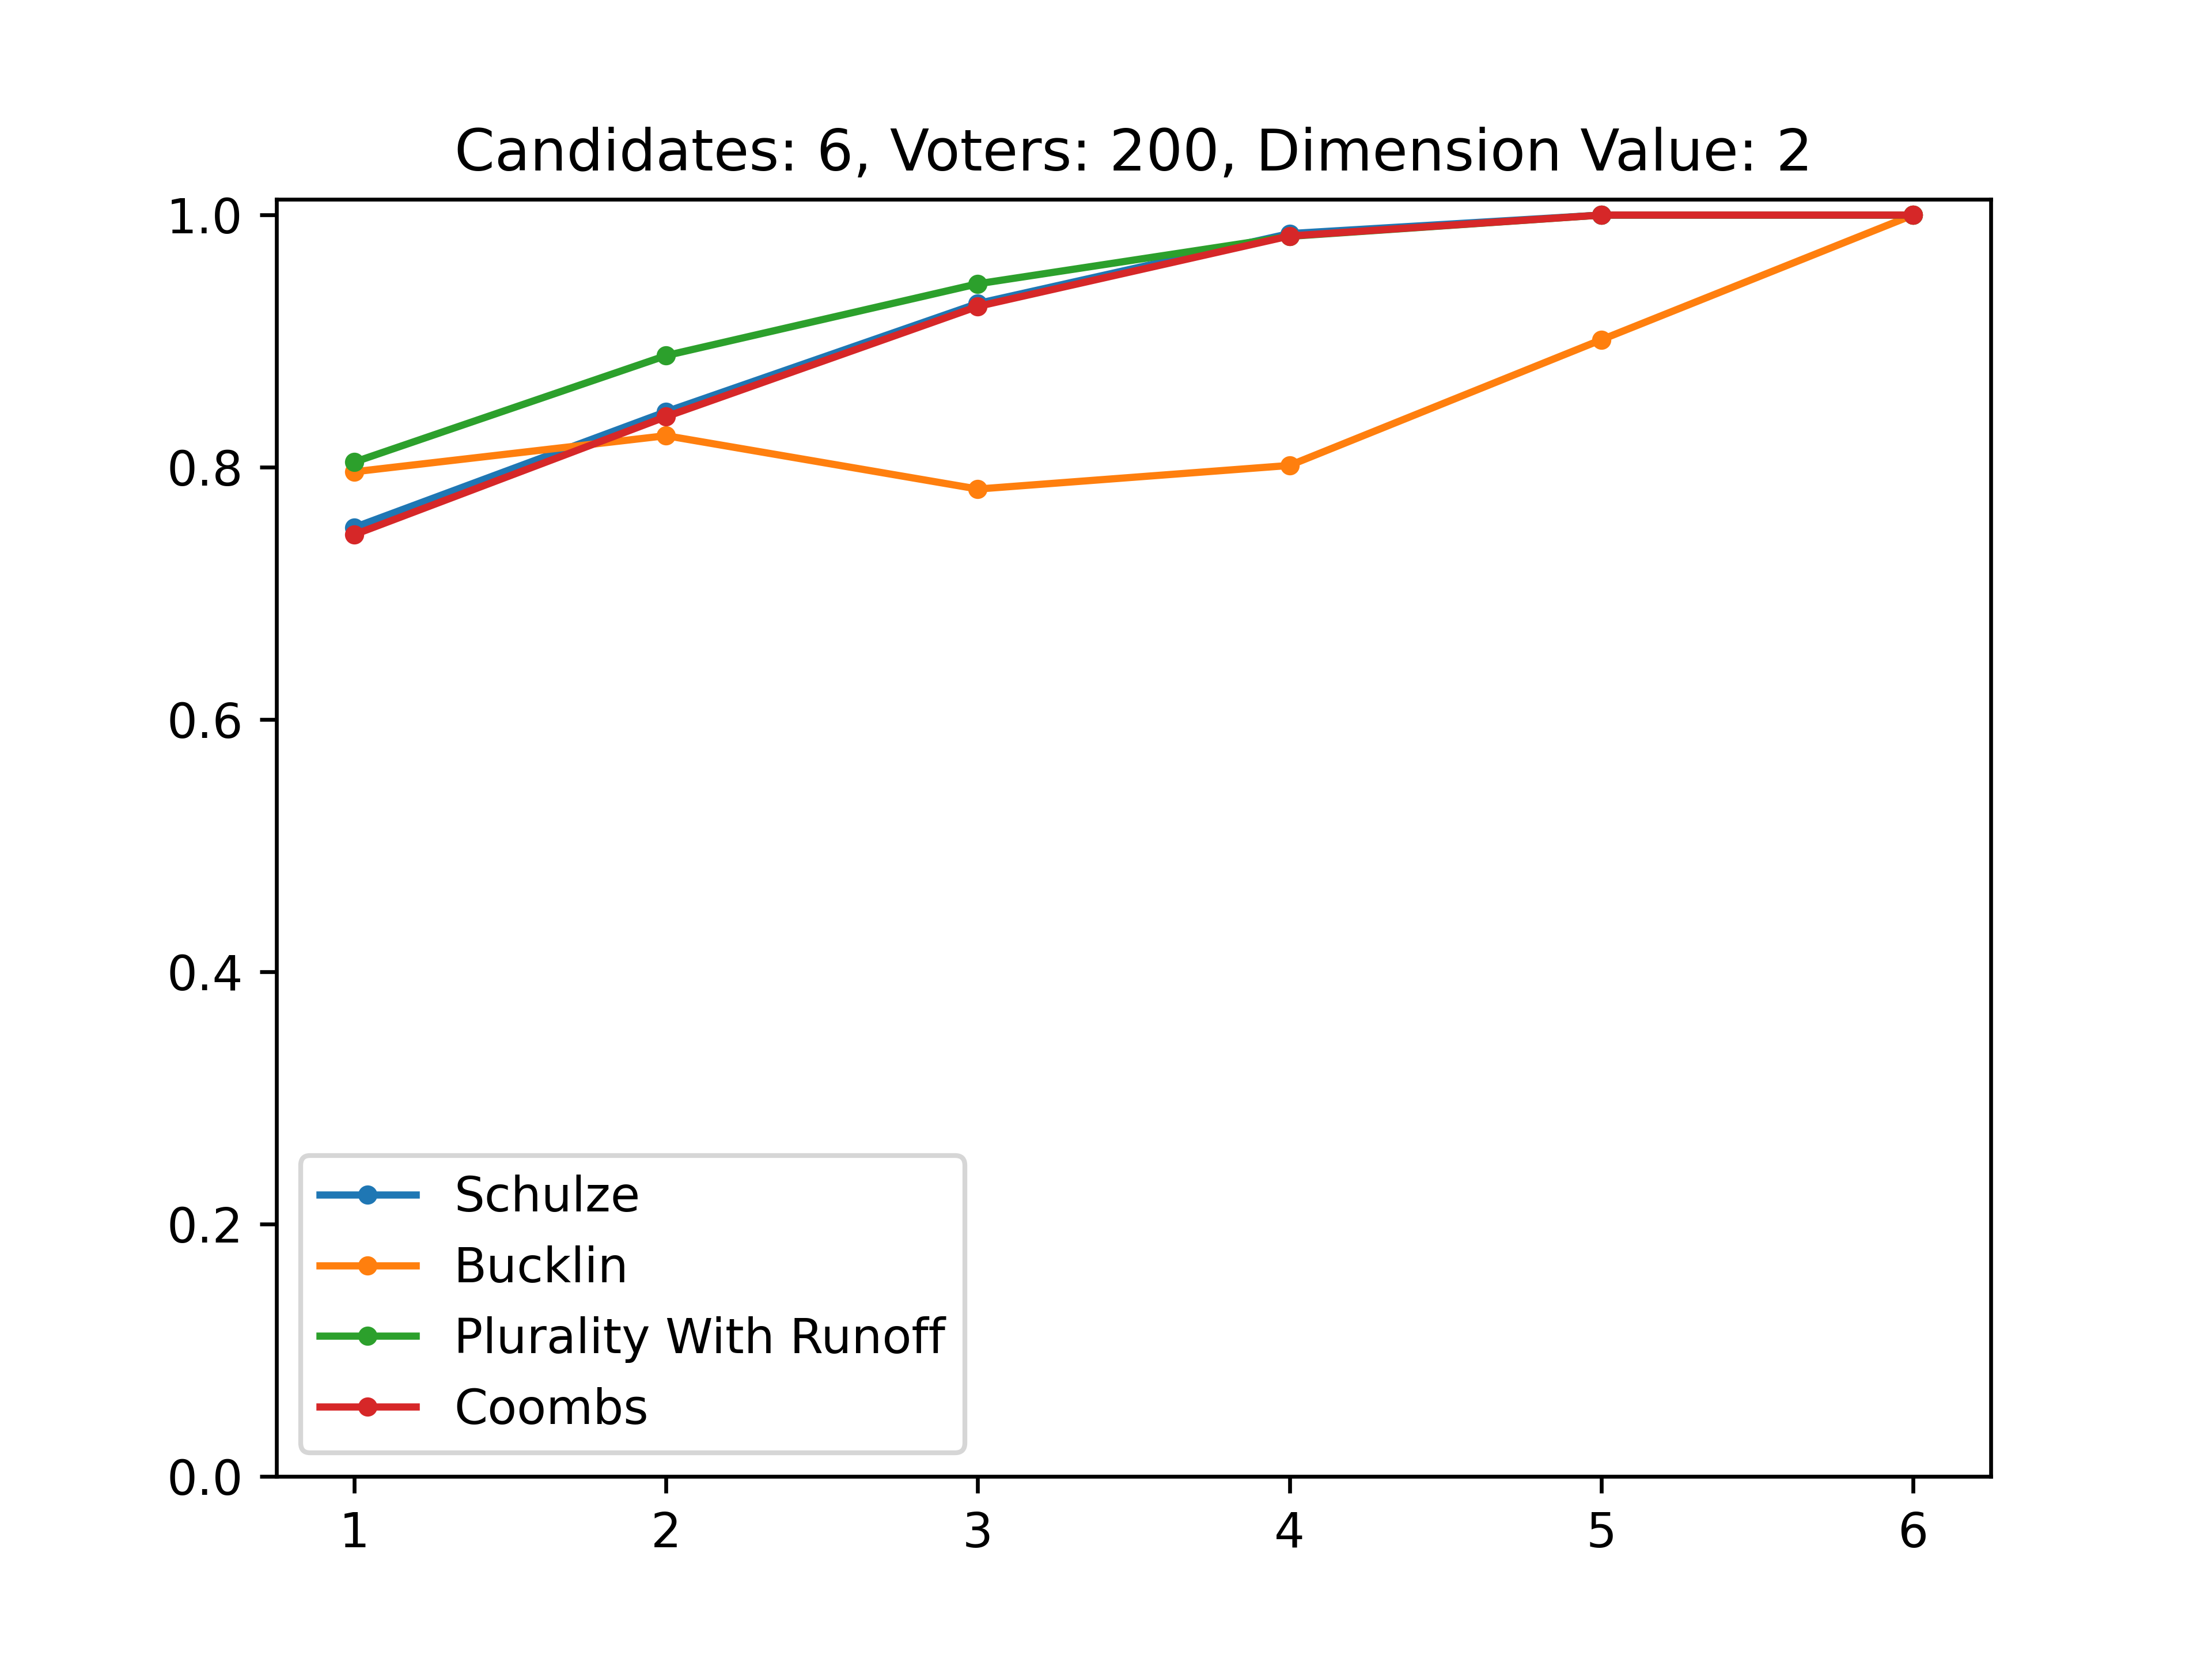 Candidates: 6, Voters: 200, Dimension Value: 2
1.0
0.8
0.6
0.4
0.2
0.0
Schulze
Bucklin
Plurality With Runoff
Coombs
1 2 3 4 5 6